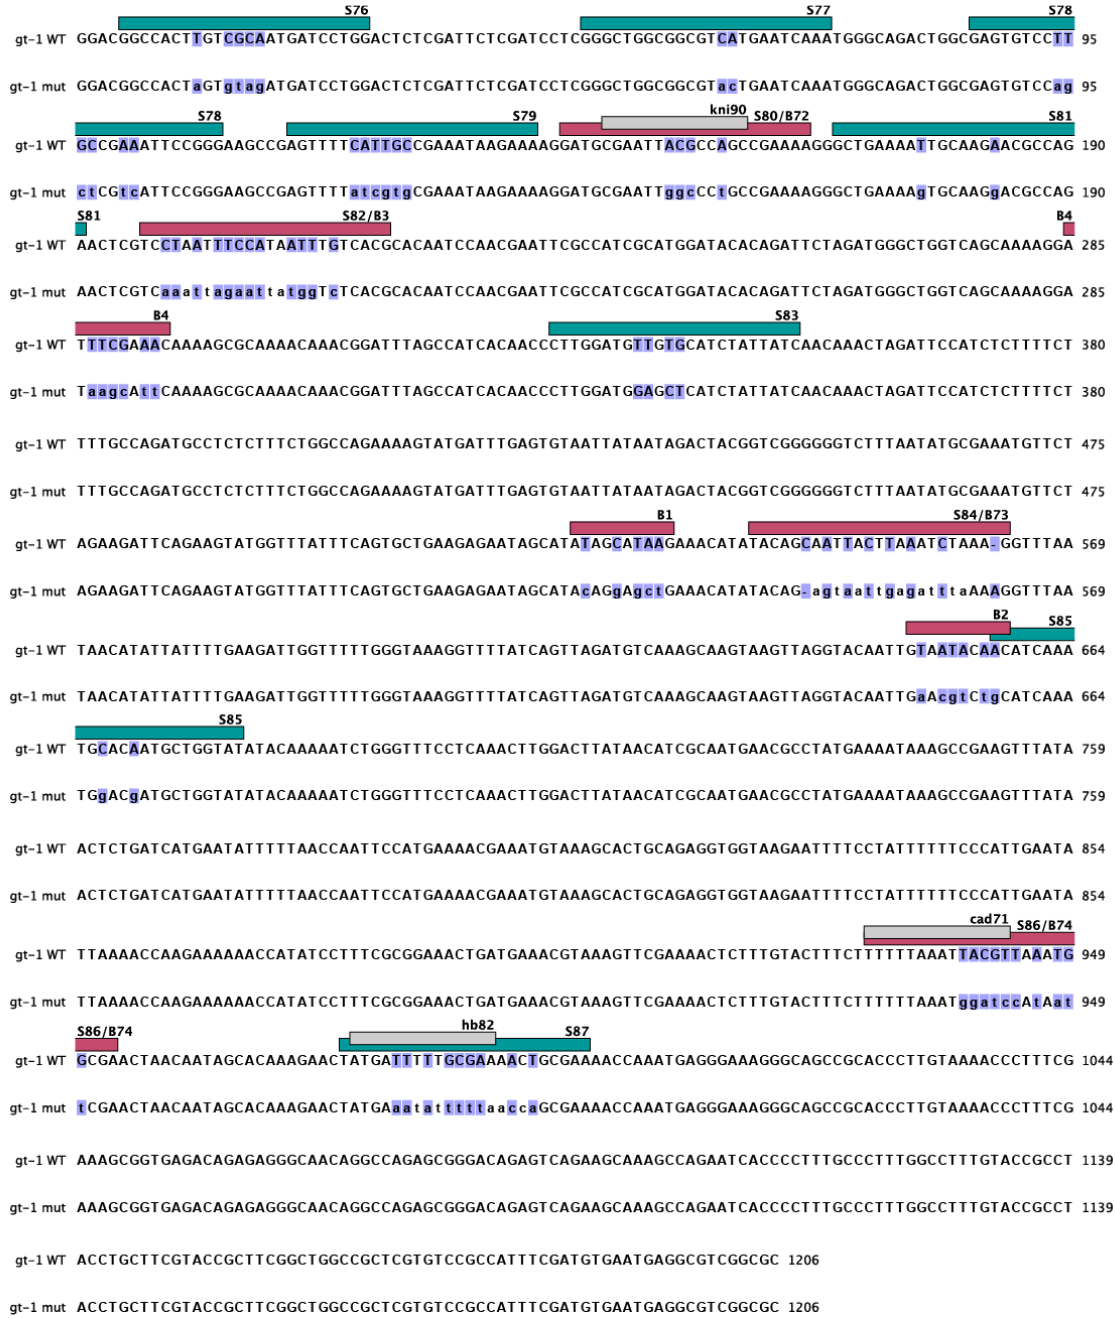 S76 S77 S78
gt-1 WT GGACGGCCACTTGTCGCAATGATCCTGGACTCTCGATTCTCGATCCTCGGGCTGGCGGCGTCATGAATCAAATGGGCAGACTGGCGAGTGTCCTT 95
gt-1 mut GGACGGCCACTaGTgtagATGATCCTGGACTCTCGATTCTCGATCCTCGGGCTGGCGGCGTacTGAATCAAATGGGCAGACTGGCGAGTGTCCag 95
S78 S79 kni90 S80/B72 S81
gt-1 WT GCCGAAATTCCGGGAAGCCGAGTTTTCATTGCCGAAATAAGAAAAGGATGCGAATTACGCCAGCCGAAAAGGGCTGAAAATTGCAAGAACGCCAG 190
gt-1 mut ctCGtcATTCCGGGAAGCCGAGTTTTatcgtgCGAAATAAGAAAAGGATGCGAATTggcCCtGCCGAAAAGGGCTGAAAAgTGCAAGgACGCCAG 190
S81 S82/B3 B4
gt-1 WT AACTCGTCCTAATTTCCATAATTTGTCACGCACAATCCAACGAATTCGCCATCGCATGGATACACAGATTCTAGATGGGCTGGTCAGCAAAAGGA 285
gt-1 mut AACTCGTCaaattagaattatggtcTCACGCACAATCCAACGAATTCGCCATCGCATGGATACACAGATTCTAGATGGGCTGGTCAGCAAAAGGA 285
B4 S83
gt-1 WT TTTCGAAACAAAAGCGCAAAACAAACGGATTTAGCCATCACAACCCTTGGATGTTGTGCATCTATTATCAACAAACTAGATTCCATCTCTTTTCT 380
gt-1 mut TaagcAttCAAAAGCGCAAAACAAACGGATTTAGCCATCACAACCCTTGGATGGAGCTCATCTATTATCAACAAACTAGATTCCATCTCTTTTCT 380
gt-1 WT TTTGCCAGATGCCTCTCTTTCTGGCCAGAAAAGTATGATTTGAGTGTAATTATAATAGACTACGGTCGGGGGGTCTTTAATATGCGAAATGTTCT 475
gt-1 mut TTTGCCAGATGCCTCTCTTTCTGGCCAGAAAAGTATGATTTGAGTGTAATTATAATAGACTACGGTCGGGGGGTCTTTAATATGCGAAATGTTCT 475
B1 S84/B73
gt-1 WT AGAAGATTCAGAAGTATGGTTTATTTCAGTGCTGAAGAGAATAGCATATAGCATAAGAAACATATACAGCAATTACTTAAATCTAAA-GGTTTAA 569
gt-1 mut AGAAGATTCAGAAGTATGGTTTATTTCAGTGCTGAAGAGAATAGCATAcAGgAgctGAAACATATACAG-agtaattgagatttaAAAGGTTTAA 569
B2 S85
gt-1 WT TAACATATTATTTTGAAGATTGGTTTTTGGGTAAAGGTTTTATCAGTTAGATGTCAAAGCAAGTAAGTTAGGTACAATTGTAATACAACATCAAA 664
gt-1 mut TAACATATTATTTTGAAGATTGGTTTTTGGGTAAAGGTTTTATCAGTTAGATGTCAAAGCAAGTAAGTTAGGTACAATTGaAcgtCtgCATCAAA 664
S85
gt-1 WT TGCACAATGCTGGTATATACAAAAATCTGGGTTTCCTCAAACTTGGACTTATAACATCGCAATGAACGCCTATGAAAATAAAGCCGAAGTTTATA 759
gt-1 mut TGgACgATGCTGGTATATACAAAAATCTGGGTTTCCTCAAACTTGGACTTATAACATCGCAATGAACGCCTATGAAAATAAAGCCGAAGTTTATA 759
gt-1 WT ACTCTGATCATGAATATTTTTAACCAATTCCATGAAAACGAAATGTAAAGCACTGCAGAGGTGGTAAGAATTTTCCTATTTTTTCCCATTGAATA 854
gt-1 mut ACTCTGATCATGAATATTTTTAACCAATTCCATGAAAACGAAATGTAAAGCACTGCAGAGGTGGTAAGAATTTTCCTATTTTTTCCCATTGAATA 854
cad71 S86/B74
gt-1 WT TTAAAACCAAGAAAAAACCATATCCTTTCGCGGAAACTGATGAAACGTAAAGTTCGAAAACTCTTTGTACTTTCTTTTTTAAATTACGTTAAATG 949
gt-1 mut TTAAAACCAAGAAAAAACCATATCCTTTCGCGGAAACTGATGAAACGTAAAGTTCGAAAACTCTTTGTACTTTCTTTTTTAAATggatccAtAat 949
S86/B74 hb82 S87
gt-1 WT GCGAACTAACAATAGCACAAAGAACTATGATTTTTGCGAAAACTGCGAAAACCAAATGAGGGAAAGGGCAGCCGCACCCTTGTAAAACCCTTTCG 1044
gt-1 mut tCGAACTAACAATAGCACAAAGAACTATGAaatatttttaaccaGCGAAAACCAAATGAGGGAAAGGGCAGCCGCACCCTTGTAAAACCCTTTCG 1044
gt-1 WT AAAGCGGTGAGACAGAGAGGGCAACAGGCCAGAGCGGGACAGAGTCAGAAGCAAAGCCAGAATCACCCCTTTGCCCTTTGGCCTTTGTACCGCCT 1139
gt-1 mut AAAGCGGTGAGACAGAGAGGGCAACAGGCCAGAGCGGGACAGAGTCAGAAGCAAAGCCAGAATCACCCCTTTGCCCTTTGGCCTTTGTACCGCCT 1139
gt-1 WT ACCTGCTTCGTACCGCTTCGGCTGGCCGCTCGTGTCCGCCATTTCGATGTGAATGAGGCGTCGGCGC 1206
gt-1 mut ACCTGCTTCGTACCGCTTCGGCTGGCCGCTCGTGTCCGCCATTTCGATGTGAATGAGGCGTCGGCGC 1206